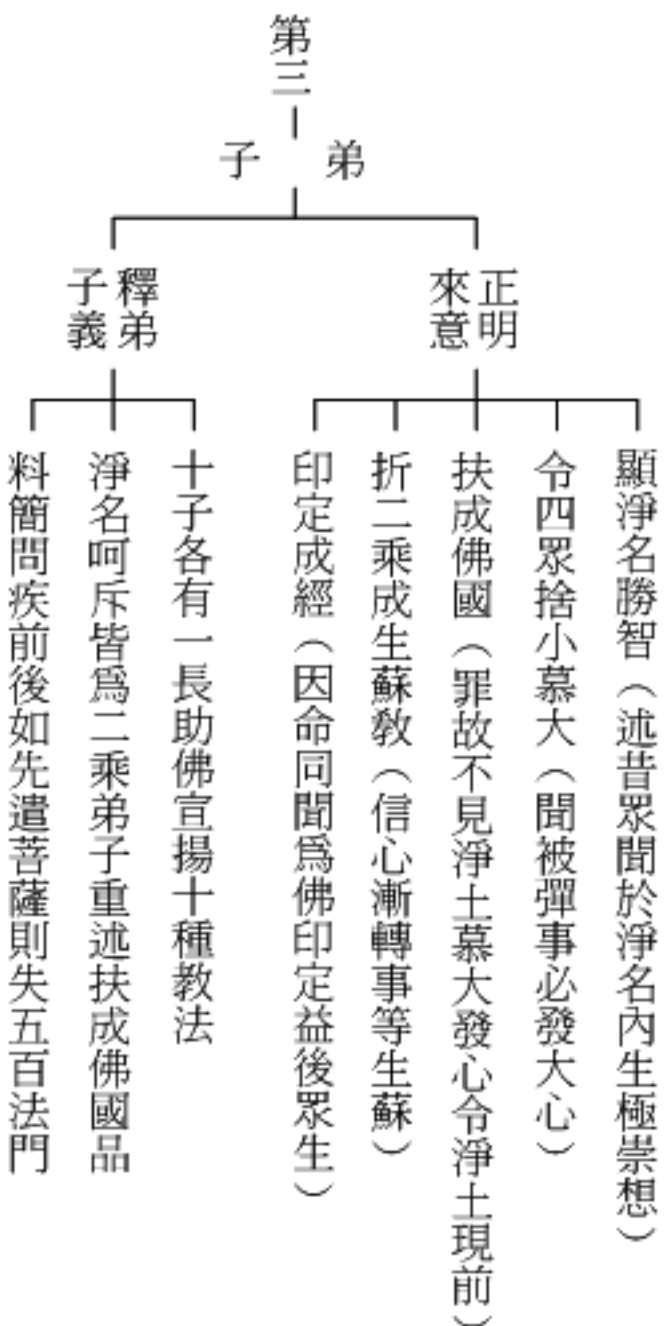 第三
弟子
正明
來意
顯淨名勝智（述昔眾聞於淨名內生極崇想）
令四眾捨小慕大（聞被彈事必發大心）
扶成佛國（罪故不見淨土慕大發心令淨土現前）
折二乘成生蘇教（信心漸轉事等生蘇）
印定成經（因命同聞爲佛印定益後眾生）
釋弟
子義
十子各有一長助佛宣揚十種教法
淨名呵斥皆爲二乘弟子重述扶成佛國品
料簡問疾前後如先遣菩薩則失五百法門